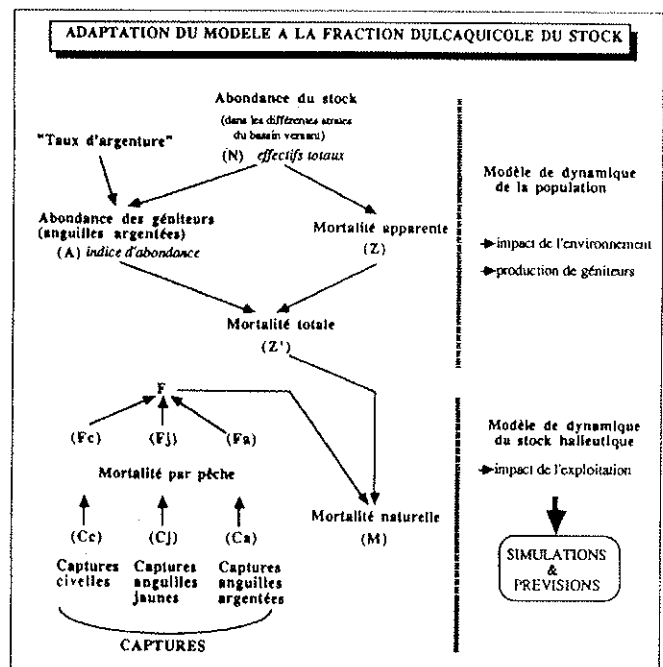 ADAPTATION DU MODELE A LA FRACTION DULCAQUICOLE DU STOCK
Abondance du stock
(dans les différentes strates
du bassin versant)
(N) effectifs totaux
"Taux d'argenture"
Abondance des géniteurs
(anguilles argentées)
(A) indice d'abondance
Mortalité apparente
(Z)
Mortalité totale
(Z')
F
(Fc) (Fj) (Fa)
Mortalité par pêche
(Cc) (Cj) (Ca)
Captures civelles
Captures anguilles jaunes
Captures anguilles argentées
CAPTURES
Mortalité naturelle
(M)
Modèle de dynamique
de la population
impact de l'environnement
production de géniteurs
Modèle de dynamique
du stock halieutique
impact de l'exploitation
SIMULATIONS
&
PREVISIONS